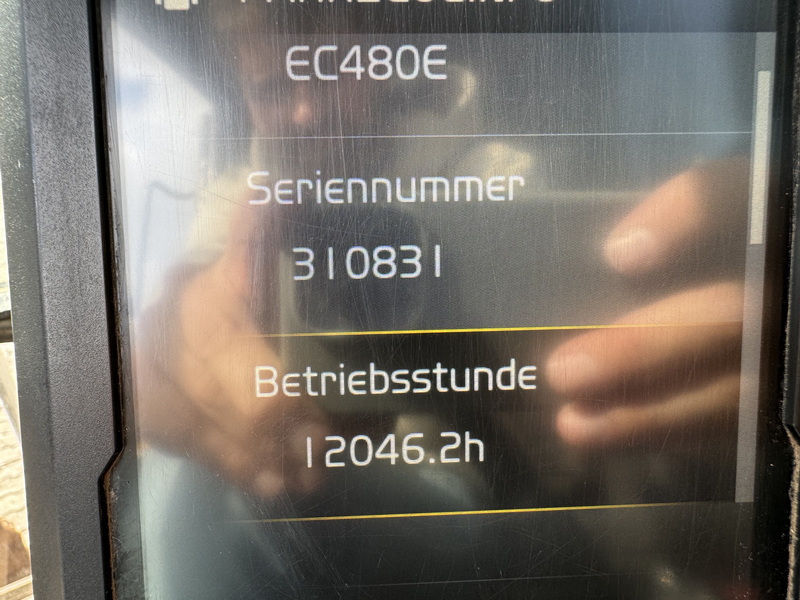 EC480E
Seriennummer
310831
Betriebsstunde
12046.2h